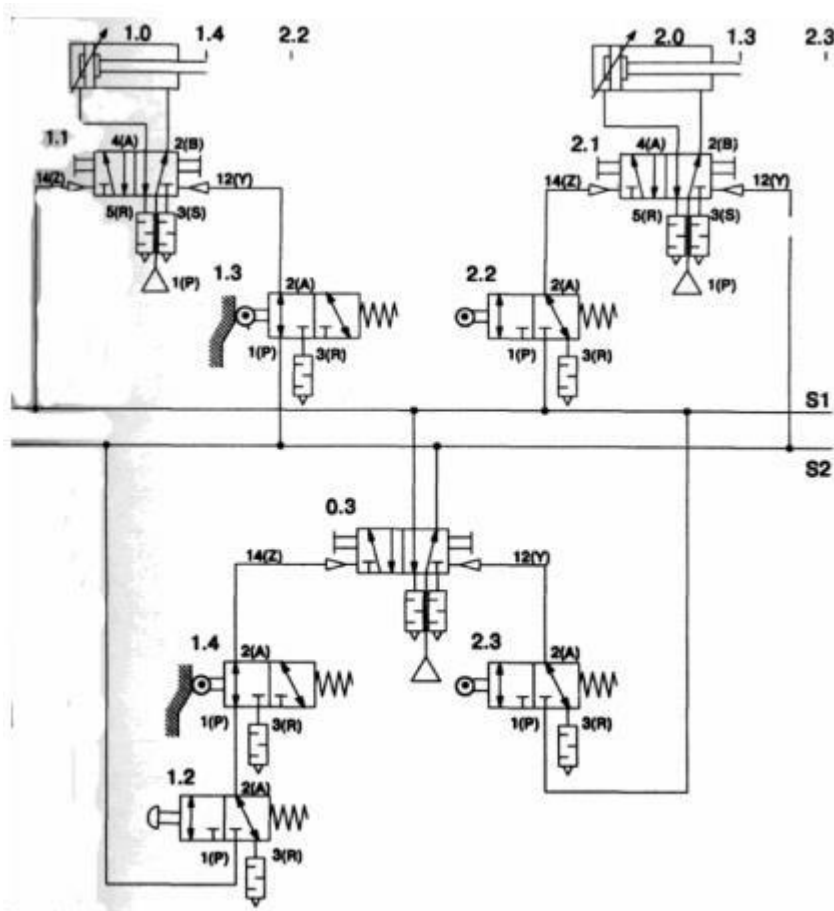 1.0 1.4 2.2 2.0 1.3 2.3
1.1 4(A) 2(B) 2.1 4(A) 2(B)
14(Z) 12(Y) 14(Z) 12(Y)
5(R) 3(S) 5(R) 3(S)
1(P) 1.3 2(A) 2.2 2(A) 1(P)
1(P) 3(R) 1(P) 3(R)
S1
S2
0.3
14(Z) 12(Y)
1.4 2(A) 2.3 2(A)
1(P) 3(R) 1(P) 3(R)
1.2 2(A)
1(P) 3(R)